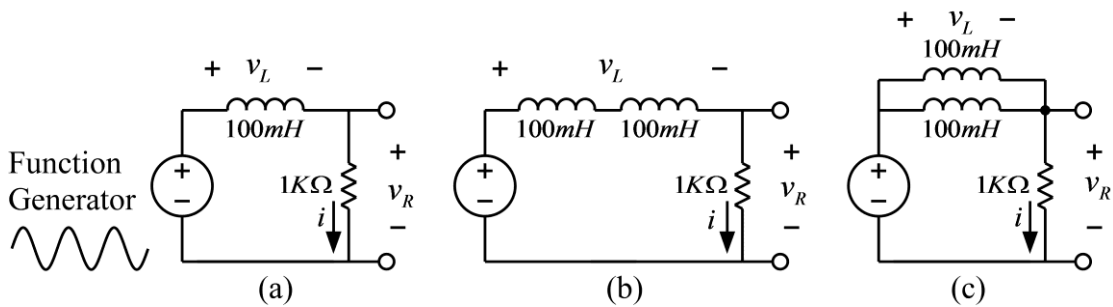 Function
Generator
+ v_L −
100mH
+
−
1KΩ
i
+
v_R
−
(a)
+ v_L −
100mH 100mH
+
−
1KΩ
i
+
v_R
−
(b)
+ v_L −
100mH
100mH
+
−
1KΩ
i
+
v_R
−
(c)